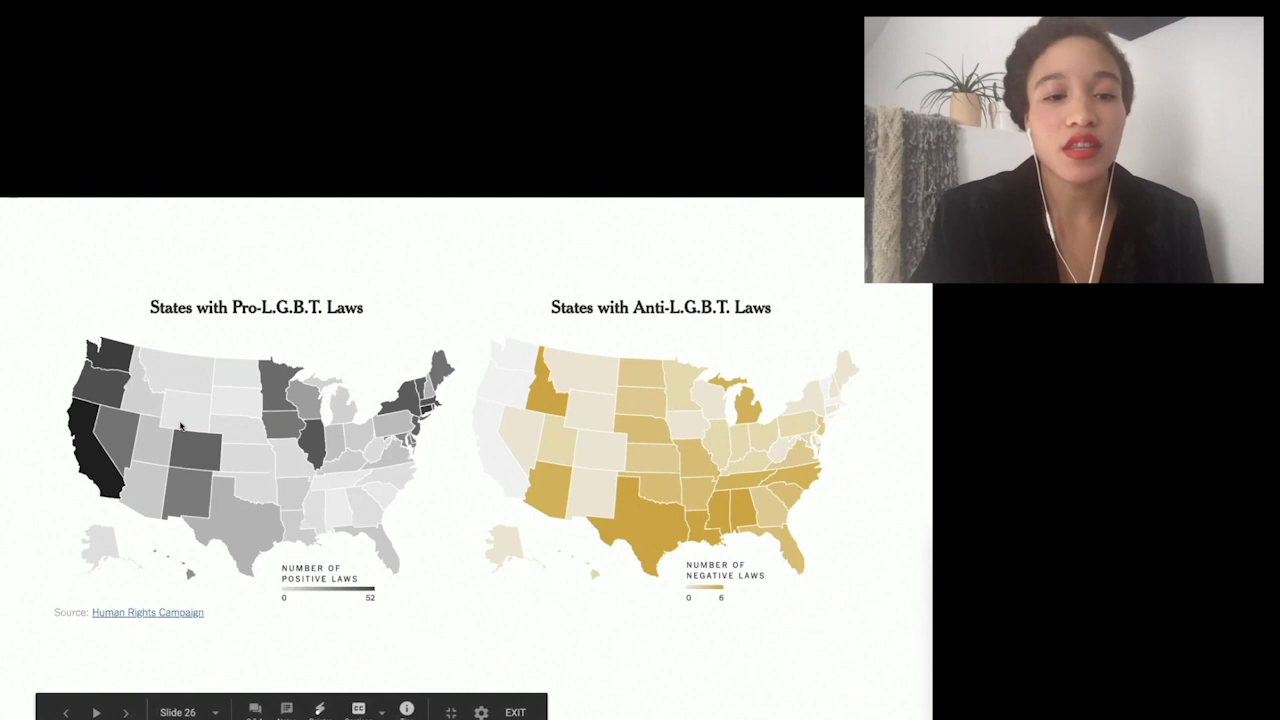 States with Pro-L.G.B.T. Laws
States with Anti-L.G.B.T. Laws
NUMBER OF
POSITIVE LAWS
0 52
NUMBER OF
NEGATIVE LAWS
0 6
Source: Human Rights Campaign
Slide 26
CC
EXIT